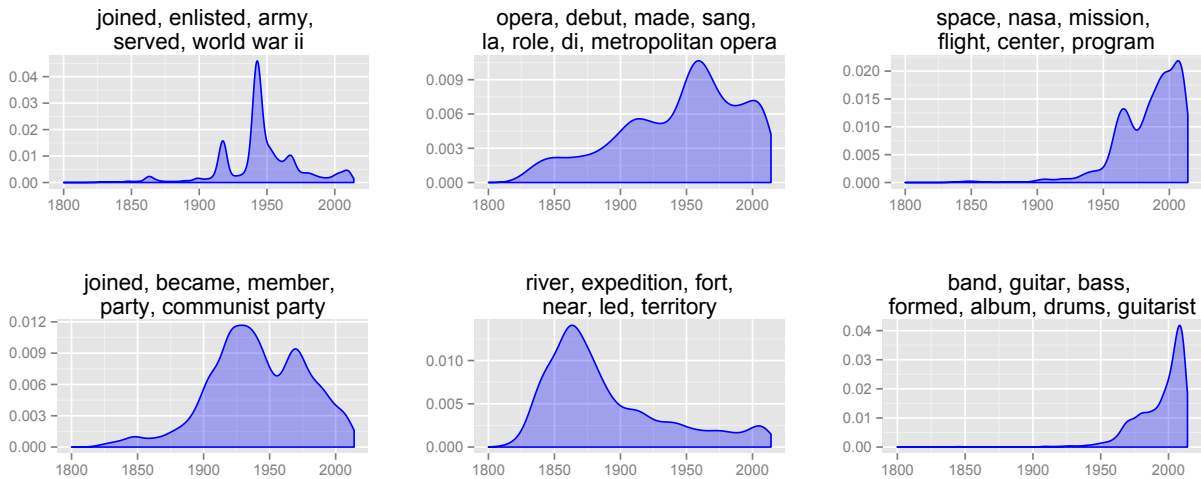 joined, enlisted, army,
served, world war ii
0.04
0.03
0.02
0.01
0.00
1800 1850 1900 1950 2000
opera, debut, made, sang,
la, role, di, metropolitan opera
0.009
0.006
0.003
0.000
1800 1850 1900 1950 2000
space, nasa, mission,
flight, center, program
0.020
0.015
0.010
0.005
0.000
1800 1850 1900 1950 2000
joined, became, member,
party, communist party
0.012
0.009
0.006
0.003
0.000
1800 1850 1900 1950 2000
river, expedition, fort,
near, led, territory
0.010
0.005
0.000
1800 1850 1900 1950 2000
band, guitar, bass,
formed, album, drums, guitarist
0.04
0.03
0.02
0.01
0.00
1800 1850 1900 1950 2000